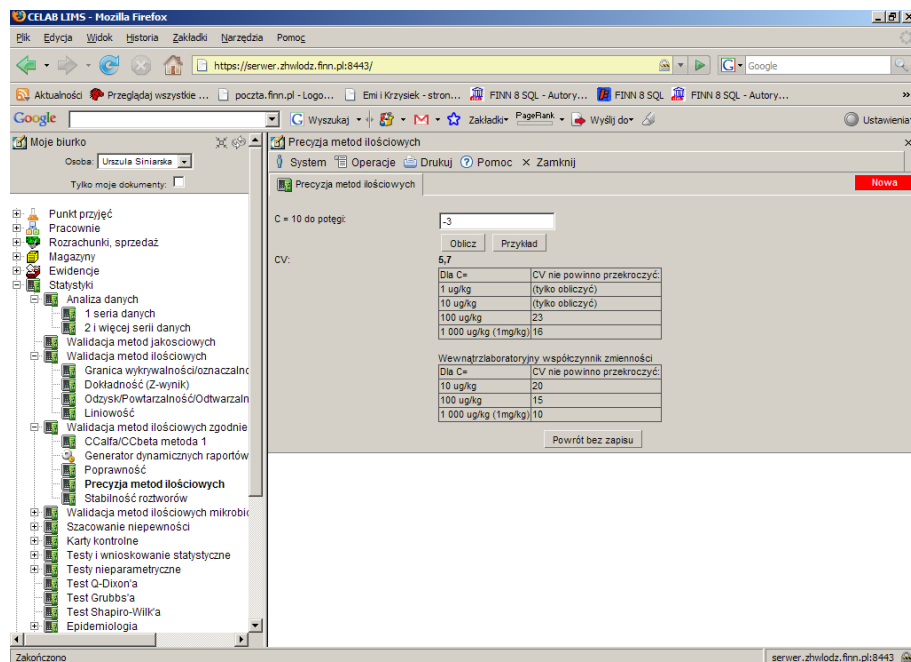 CELAB LIMS - Mozilla Firefox
Plik Edycja Widok Historia Zakładki Narzędzia Pomoc
https://serwer.zhwlodz.finn.pl:8443/ Google
Aktualności Przeglądaj wszystkie ... poczta.finn.pl - Logo... Emi i Krzysiek - stron... FINN 8 SQL - Autory... FINN 8 SQL FINN 8 SQL - Autory... »
Google Wyszukaj Zakładki PageRank Wyślij do Ustawienia
Moje biurko
Osoba: Urszula Siniarska
Tylko moje dokumenty:
Punkt przyjęć
Pracownie
Rozrachunki, sprzedaż
Magazyny
Ewidencje
Statystyki
Analiza danych
1 seria danych
2 i więcej serii danych
Walidacja metod jakosciowych
Walidacja metod ilościowych
Granica wykrywalności/oznaczalno
Dokładność (Z-wynik)
Odzysk/Powtarzalność/Odtwarzaln
Liniowość
Walidacja metod ilościowych zgodnie
CCalfa/CCbeta metoda 1
Generator dynamicznych raportów
Poprawność
Precyzja metod ilościowych
Stabilność roztworów
Walidacja metod ilościowych mikrobio
Szacowanie niepewności
Karty kontrolne
Testy i wnioskowanie statystyczne
Testy nieparametryczne
Test Q-Dixon'a
Test Grubbs'a
Test Shapiro-Wilk'a
Epidemiologia
Precyzja metod ilościowych x
System Operacje Drukuj Pomoc × Zamknij
Precyzja metod ilościowych Nowa
C = 10 do potęgi: -3
Oblicz Przykład
CV: 5,7
Dla C= CV nie powinno przekroczyć:
1 ug/kg (tylko obliczyć)
10 ug/kg (tylko obliczyć)
100 ug/kg 23
1 000 ug/kg (1mg/kg) 16
Wewnątrzlaboratoryjny współczynnik zmienności
Dla C= CV nie powinno przekroczyć:
10 ug/kg 20
100 ug/kg 15
1 000 ug/kg (1mg/kg) 10
Powrót bez zapisu
Zakończono serwer.zhwlodz.finn.pl:8443